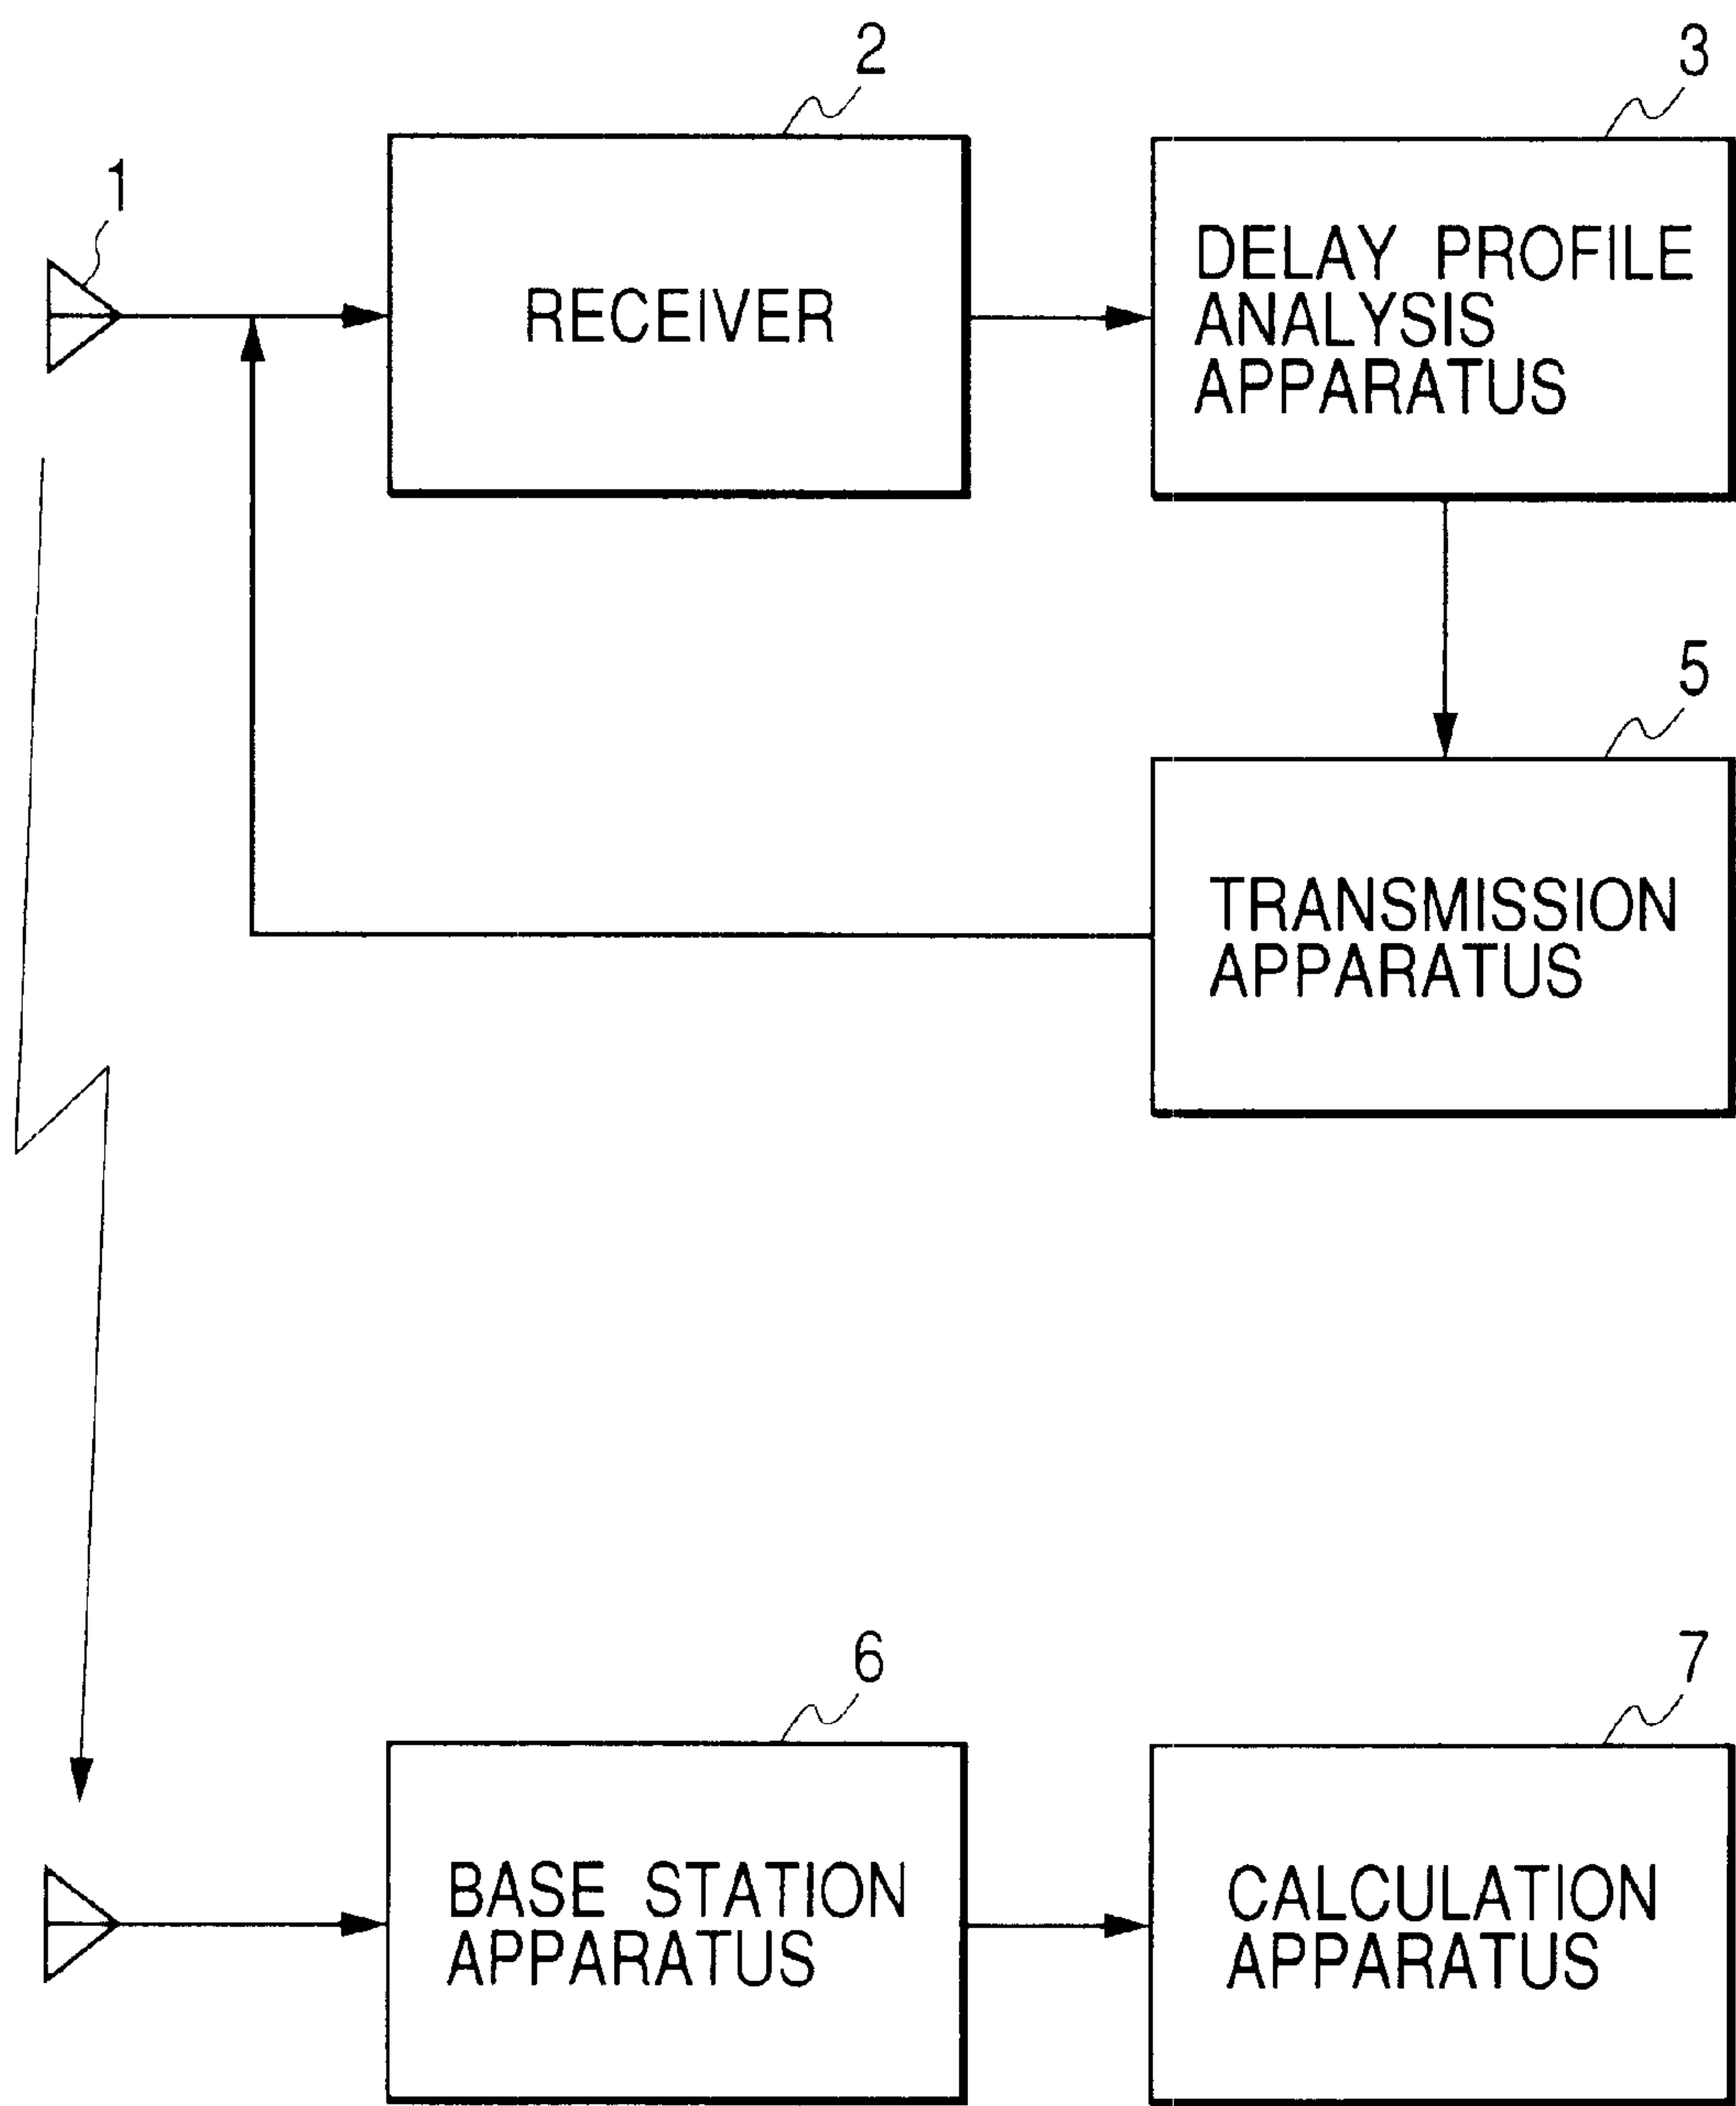 2
3
1
RECEIVER
DELAY PROFILE
ANALYSIS
APPARATUS
5
TRANSMISSION
APPARATUS
6
7
BASE STATION
APPARATUS
CALCULATION
APPARATUS